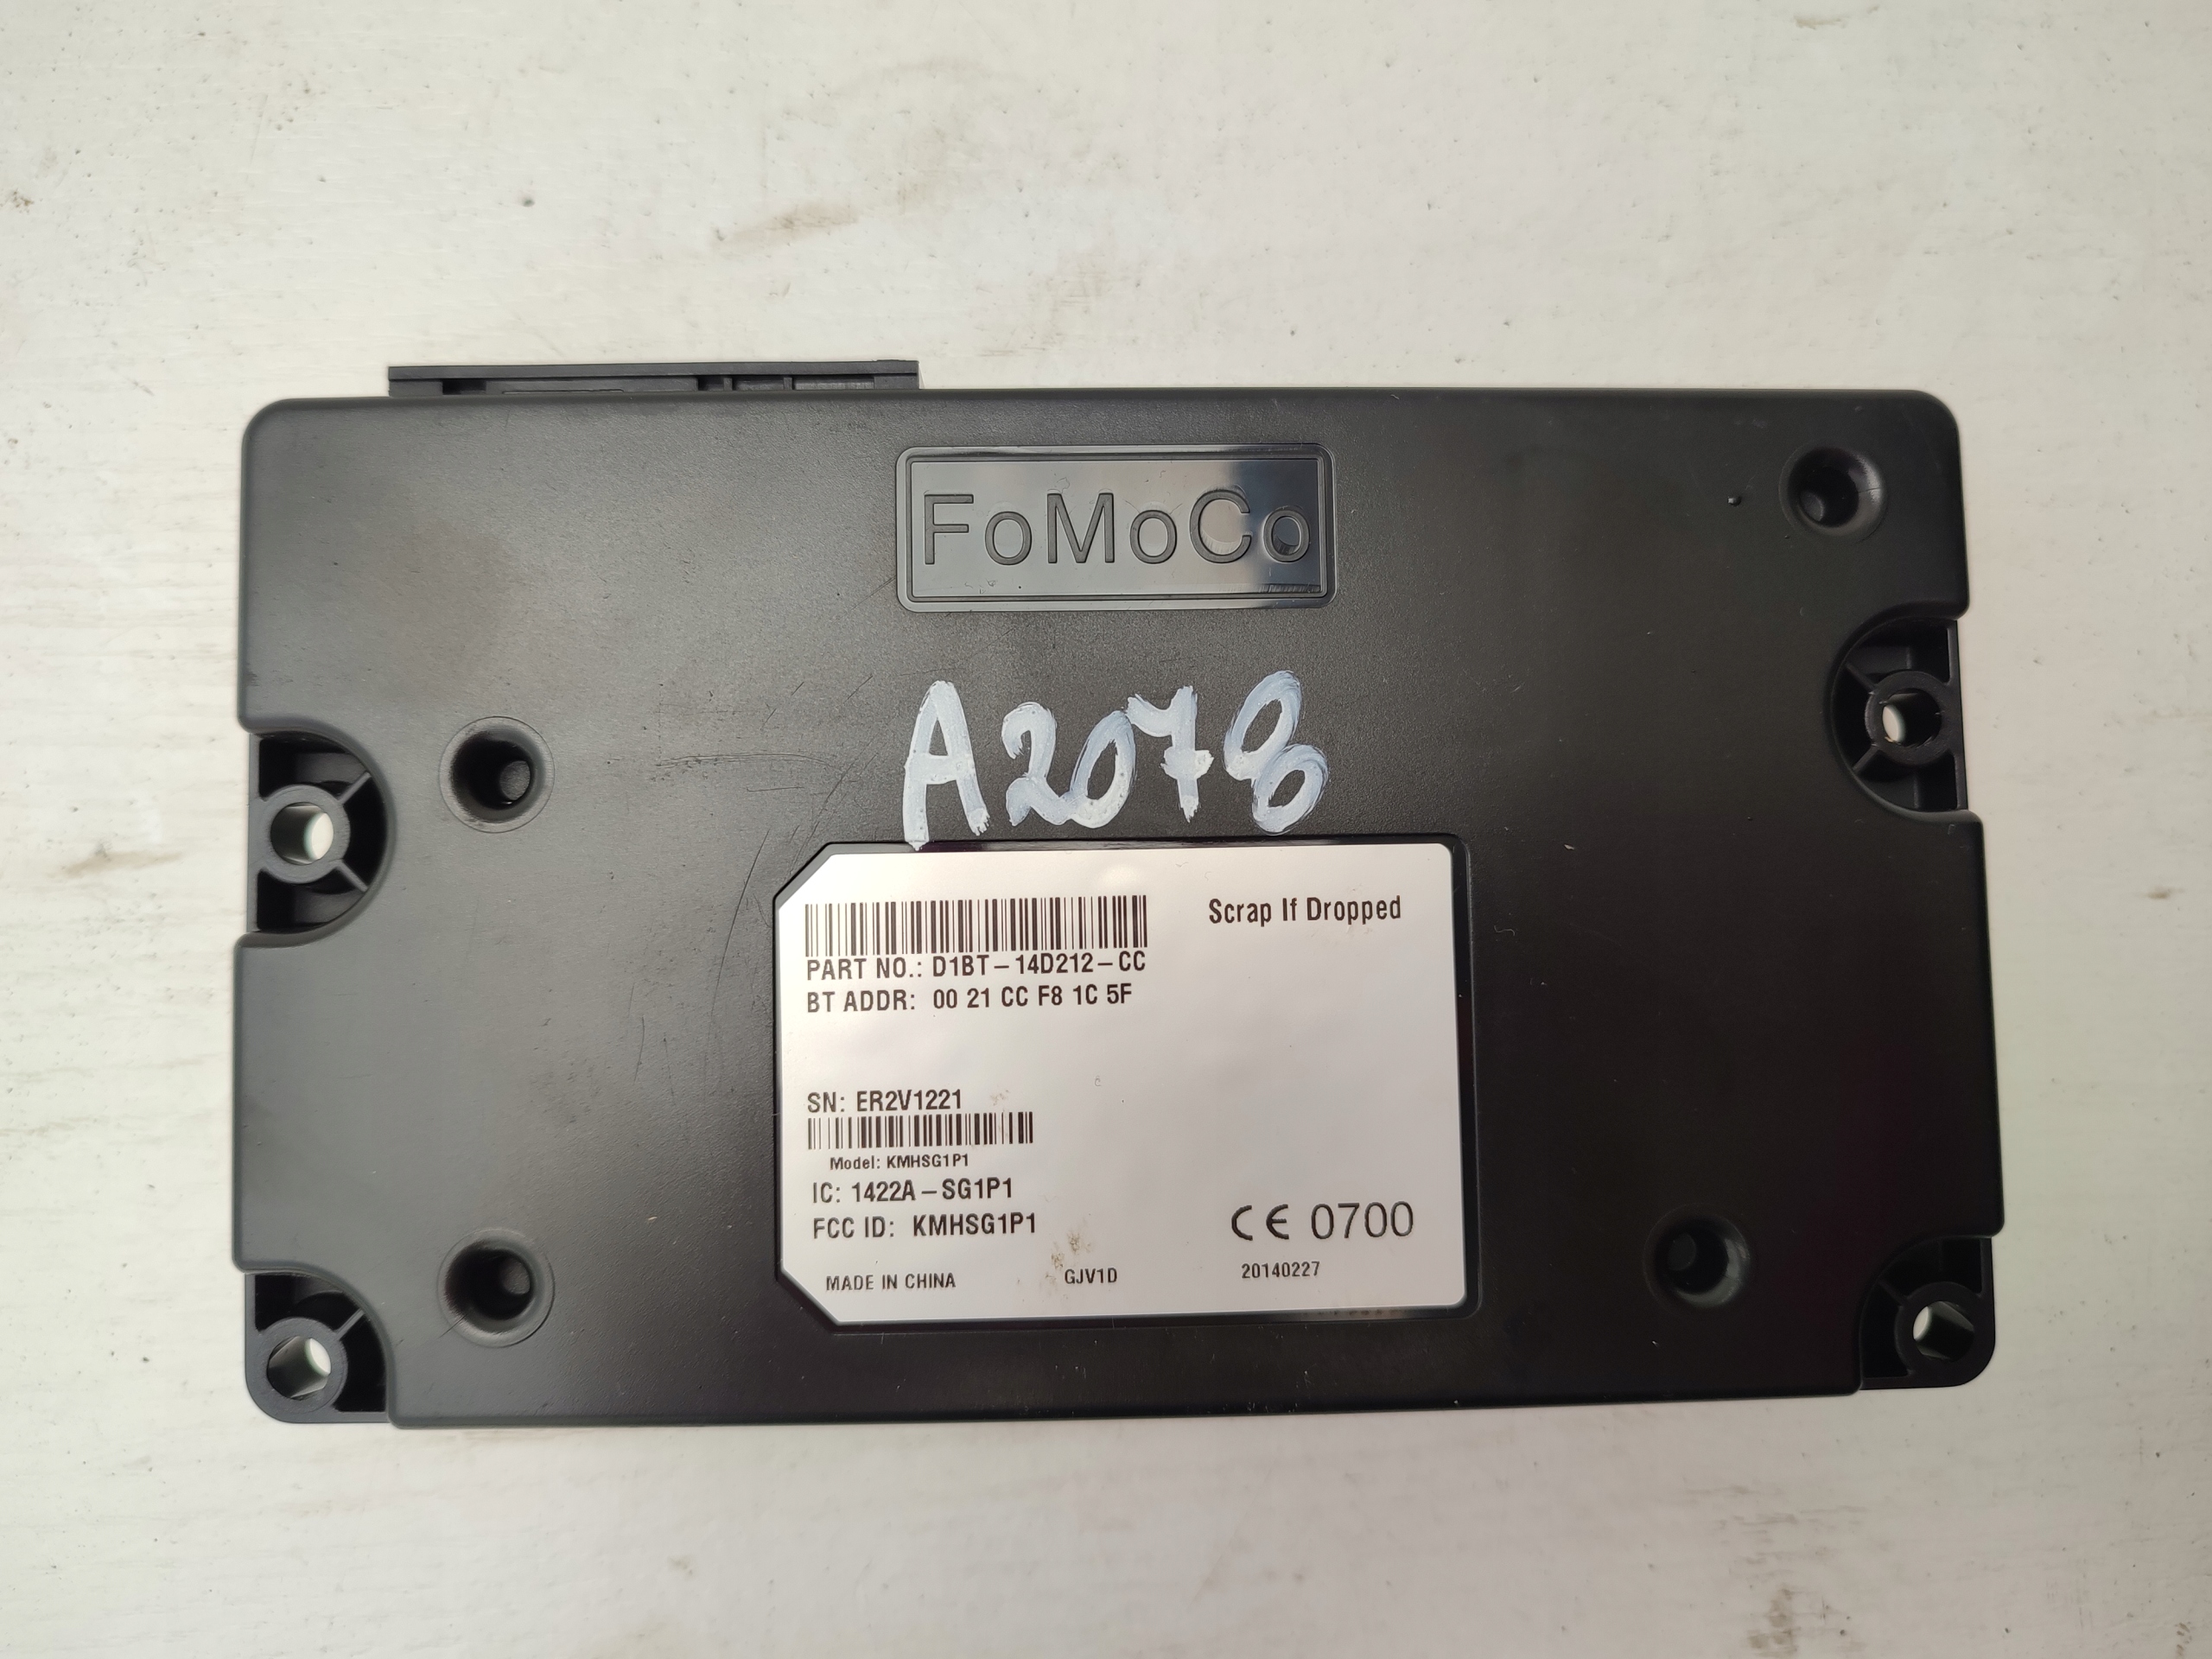 FoMoCo
A2078
Scrap If Dropped
PART NO.: D1BT-14D212-CC
BT ADDR: 00 21 CC F8 1C 5F
SN: ER2V1221
Model: KMHSG1P1
IC: 1422A-SG1P1
FCC ID: KMHSG1P1
CE 0700
MADE IN CHINA GJV1D 20140227